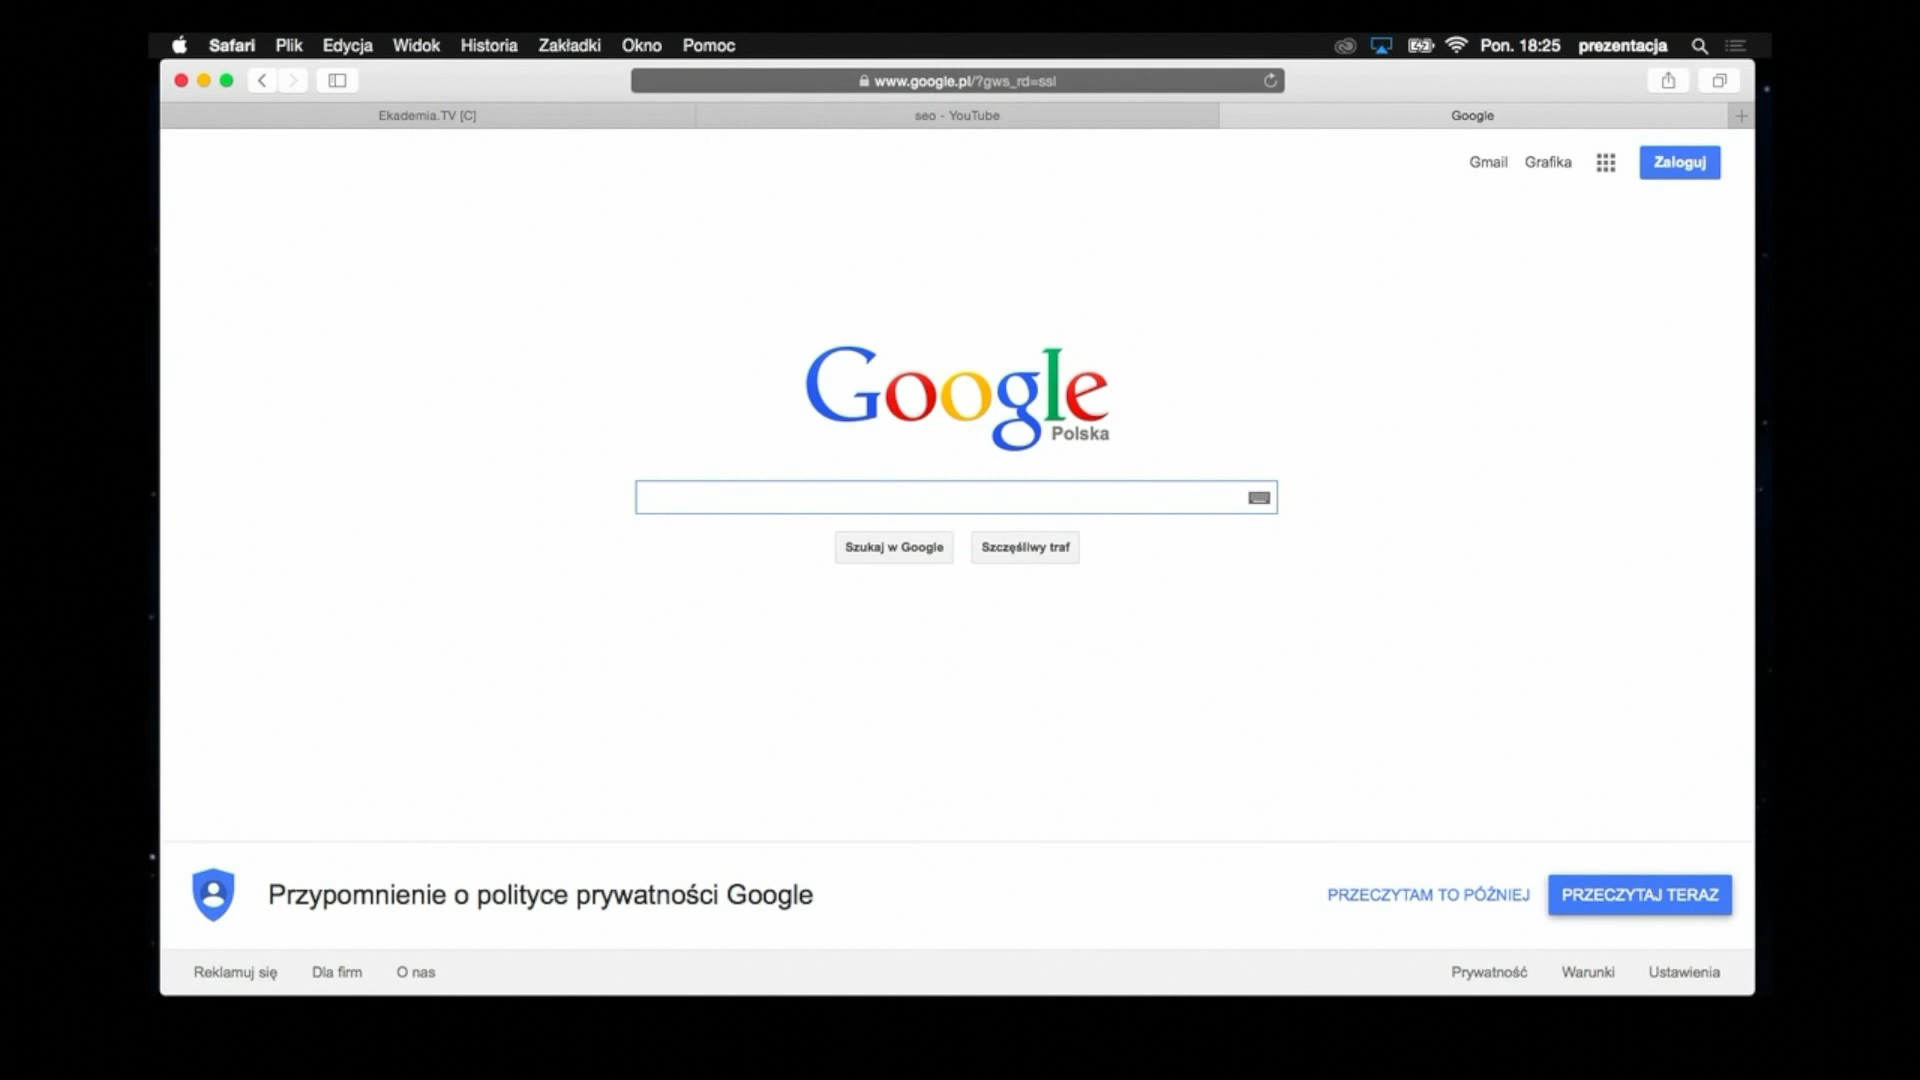 Safari Plik Edycja Widok Historia Zakładki Okno Pomoc Pon. 18:25 prezentacja
www.google.pl/?gws_rd=ssl
Ekademia.TV [C] seo - YouTube Google
Gmail Grafika Zaloguj
Google
Polska
Szukaj w Google Szczęśliwy traf
Przypomnienie o polityce prywatności Google PRZECZYTAM TO PÓŹNIEJ PRZECZYTAJ TERAZ
Reklamuj się Dla firm O nas Prywatność Warunki Ustawienia